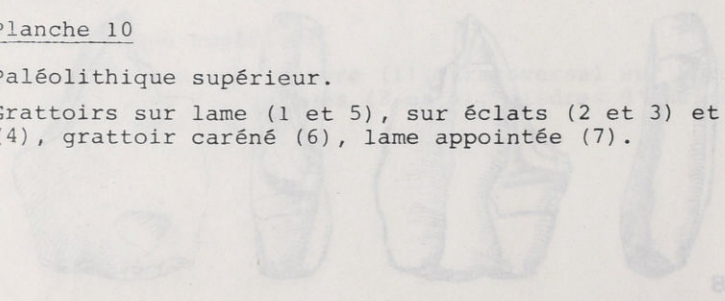 Planche 10
Paléolithique supérieur.
Grattoirs sur lame (1 et 5), sur éclats (2 et 3) et
(4), grattoir caréné (6), lame appointée (7).